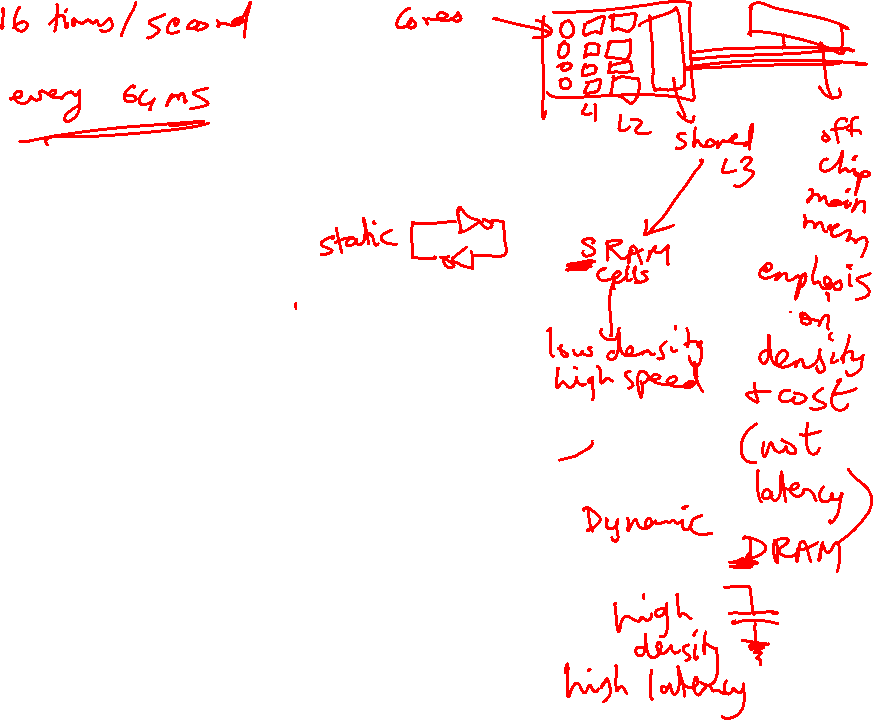 16 times/second
every 64 ms
cores
L1
L2
shared
L3
off
chip
main
mem
emphasis
on
density
+ cost
(not
latency)
DRAM
static
SRAM
cells
low density
high speed
Dynamic
high
density
high latency